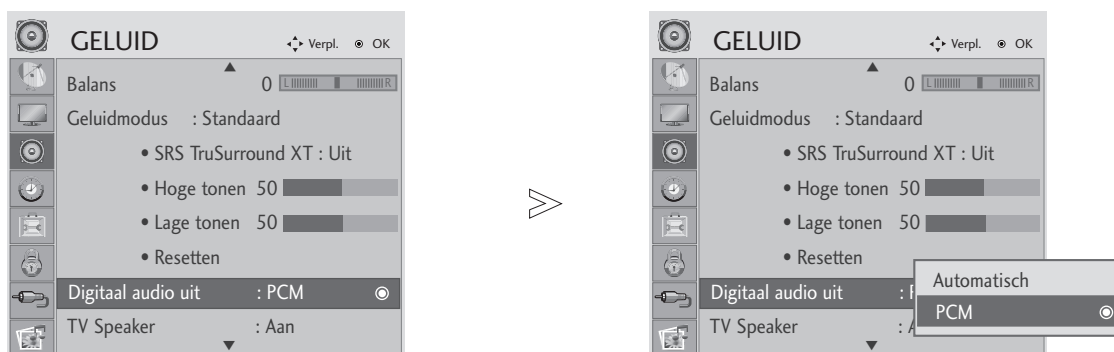 GELUID Verpl. OK
Balans 0 L R
Geluidmodus : Standaard
• SRS TruSurround XT : Uit
• Hoge tonen 50
• Lage tonen 50
• Resetten
Digitaal audio uit : PCM
TV Speaker : Aan
GELUID Verpl. OK
Balans 0 L R
Geluidmodus : Standaard
• SRS TruSurround XT : Uit
• Hoge tonen 50
• Lage tonen 50
• Resetten
Digitaal audio uit :
TV Speaker :
Automatisch
PCM